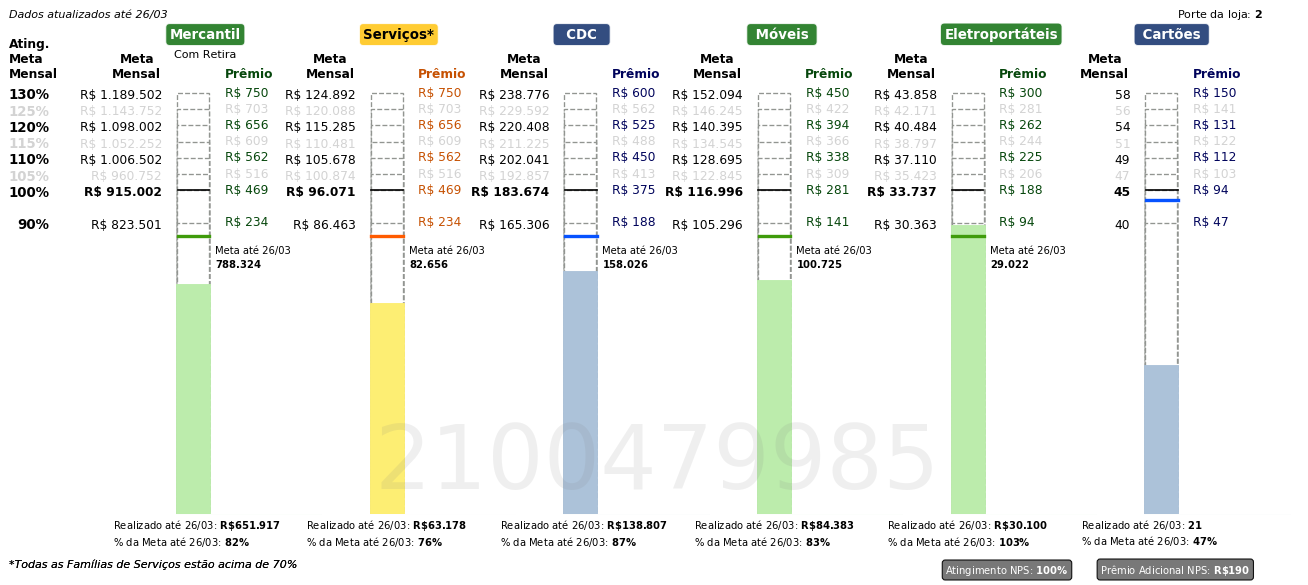 Dados atualizados até 26/03
Porte da loja: 2
Mercantil Serviços* CDC Móveis Eletroportáteis Cartões
Com Retira
Ating. Meta Mensal
Meta Mensal Prêmio Meta Mensal Prêmio Meta Mensal Prêmio Meta Mensal Prêmio Meta Mensal Prêmio Meta Mensal Prêmio
130% R$ 1.189.502 R$ 750 R$ 124.892 R$ 750 R$ 238.776 R$ 600 R$ 152.094 R$ 450 R$ 43.858 R$ 300 58 R$ 150
125% R$ 1.143.752 R$ 703 R$ 120.088 R$ 703 R$ 229.592 R$ 562 R$ 146.245 R$ 422 R$ 42.171 R$ 281 56 R$ 141
120% R$ 1.098.002 R$ 656 R$ 115.285 R$ 656 R$ 220.408 R$ 525 R$ 140.395 R$ 394 R$ 40.484 R$ 262 54 R$ 131
115% R$ 1.052.252 R$ 609 R$ 110.481 R$ 609 R$ 211.225 R$ 488 R$ 134.545 R$ 366 R$ 38.797 R$ 244 51 R$ 122
110% R$ 1.006.502 R$ 562 R$ 105.678 R$ 562 R$ 202.041 R$ 450 R$ 128.695 R$ 338 R$ 37.110 R$ 225 49 R$ 112
105% R$ 960.752 R$ 516 R$ 100.874 R$ 516 R$ 192.857 R$ 413 R$ 122.845 R$ 309 R$ 35.423 R$ 206 47 R$ 103
100% R$ 915.002 R$ 469 R$ 96.071 R$ 469 R$ 183.674 R$ 375 R$ 116.996 R$ 281 R$ 33.737 R$ 188 45 R$ 94
90% R$ 823.501 R$ 234 R$ 86.463 R$ 234 R$ 165.306 R$ 188 R$ 105.296 R$ 141 R$ 30.363 R$ 94 40 R$ 47
Meta até 26/03 Meta até 26/03 Meta até 26/03 Meta até 26/03 Meta até 26/03
788.324 82.656 158.026 100.725 29.022
2100479985
Realizado até 26/03: R$651.917 Realizado até 26/03: R$63.178 Realizado até 26/03: R$138.807 Realizado até 26/03: R$84.383 Realizado até 26/03: R$30.100 Realizado até 26/03: 21
% da Meta até 26/03: 82% % da Meta até 26/03: 76% % da Meta até 26/03: 87% % da Meta até 26/03: 83% % da Meta até 26/03: 103% % da Meta até 26/03: 47%
*Todas as Famílias de Serviços estão acima de 70%
Atingimento NPS: 100% Prêmio Adicional NPS: R$190